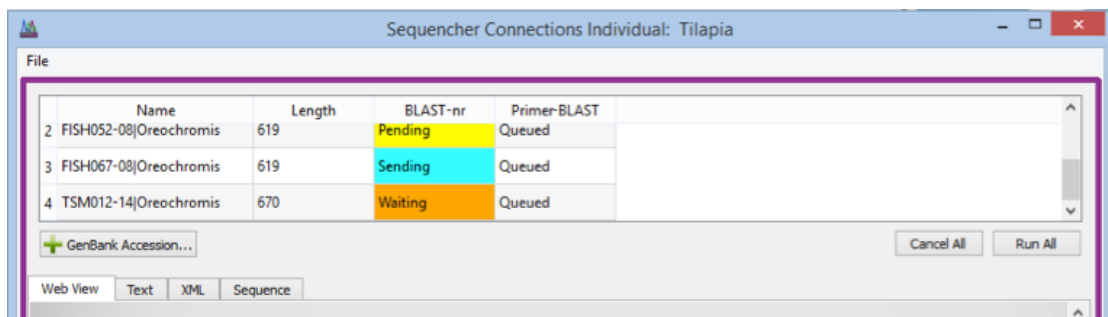 Sequencher Connections Individual: Tilapia
File
Name Length BLAST-nr Primer-BLAST
2 FISH052-08|Oreochromis 619 Pending Queued
3 FISH067-08|Oreochromis 619 Sending Queued
4 TSM012-14|Oreochromis 670 Waiting Queued
GenBank Accession... Cancel All Run All
Web View Text XML Sequence